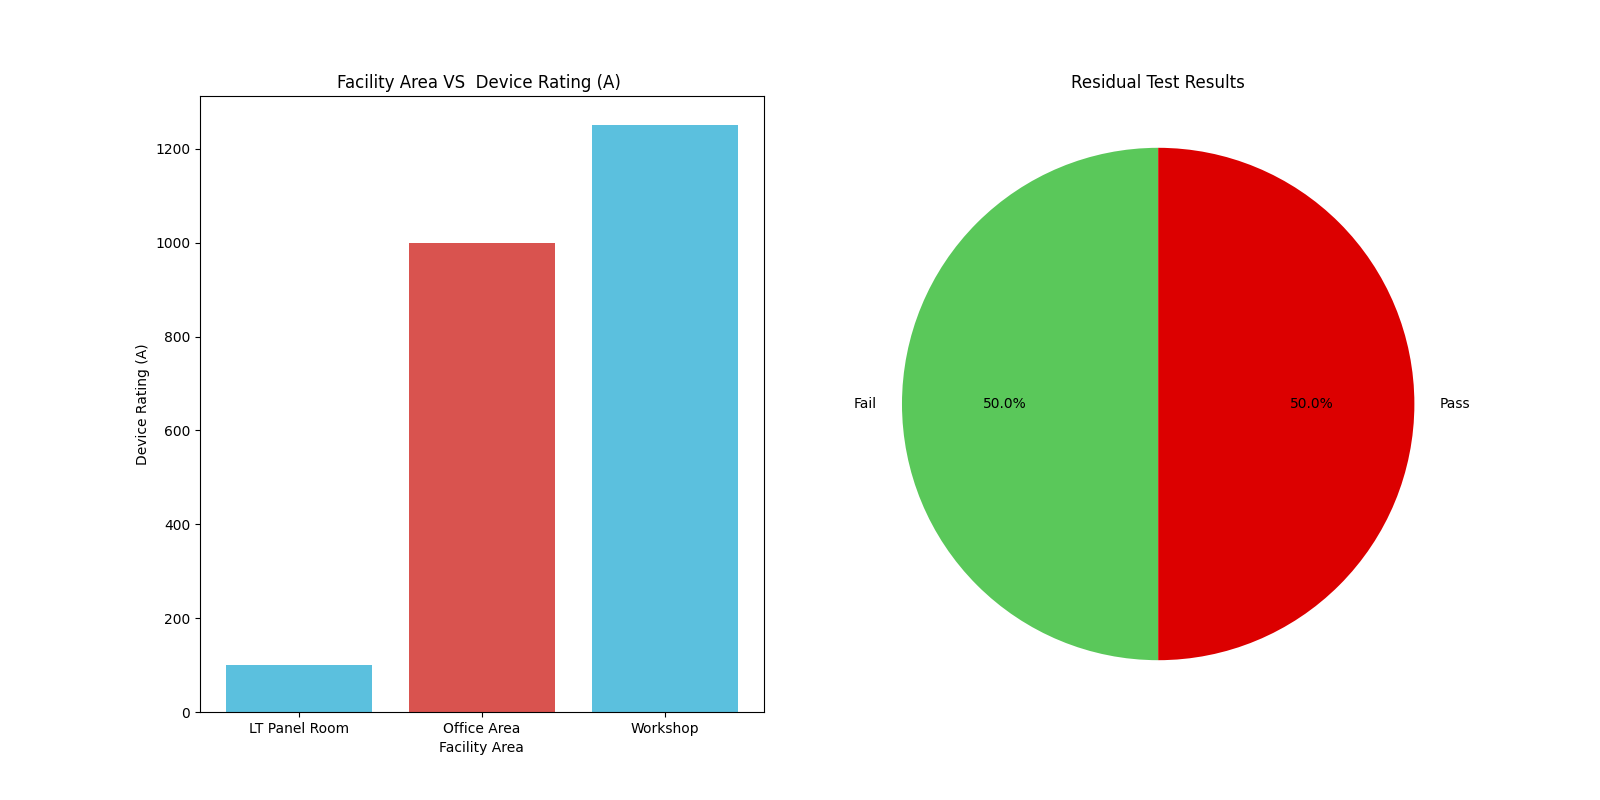 Facility Area VS  Device Rating (A)
Device Rating (A)
1200
1000
800
600
400
200
0
LT Panel Room
Office Area
Workshop
Facility Area
Residual Test Results
Fail
50.0%
50.0%
Pass